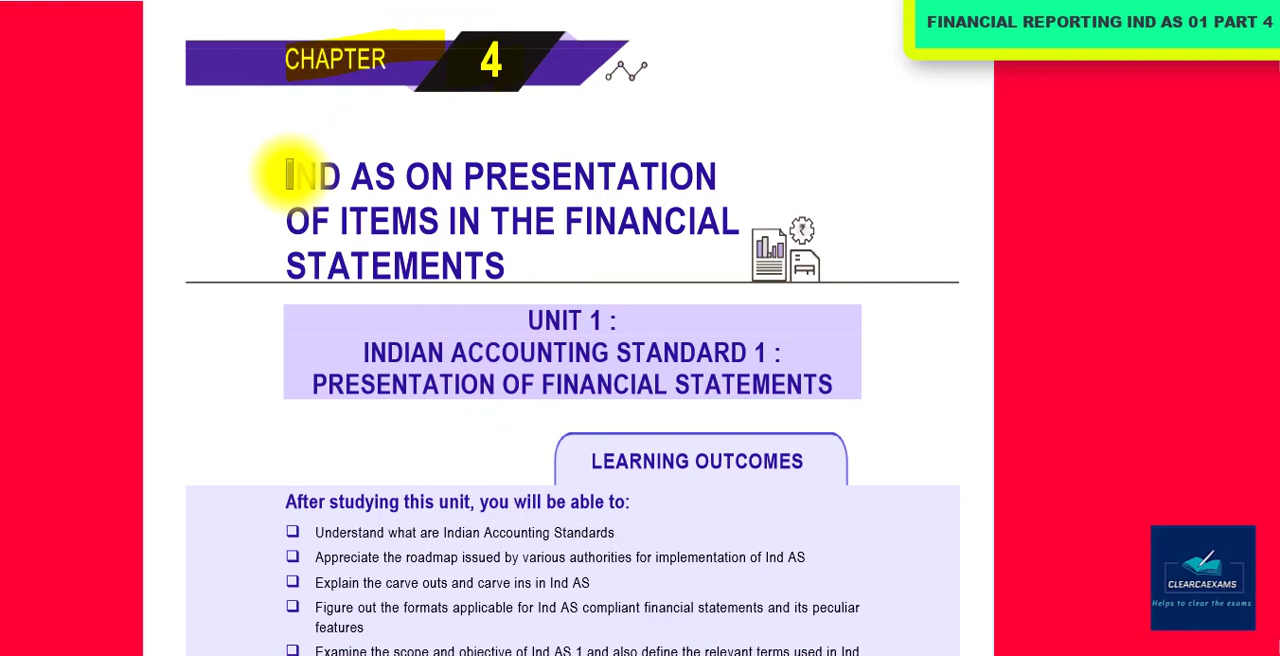 FINANCIAL REPORTING IND AS 01 PART 4
CHAPTER 4
IND AS ON PRESENTATION
OF ITEMS IN THE FINANCIAL
STATEMENTS
UNIT 1 :
INDIAN ACCOUNTING STANDARD 1 :
PRESENTATION OF FINANCIAL STATEMENTS
LEARNING OUTCOMES
After studying this unit, you will be able to:
❑ Understand what are Indian Accounting Standards
❑ Appreciate the roadmap issued by various authorities for implementation of Ind AS
❑ Explain the carve outs and carve ins in Ind AS
❑ Figure out the formats applicable for Ind AS compliant financial statements and its peculiar
features
❑ Examine the scope and objective of Ind AS 1 and also define the relevant terms used in Ind
CLEARCAEXAMS
Helps to clear the exams